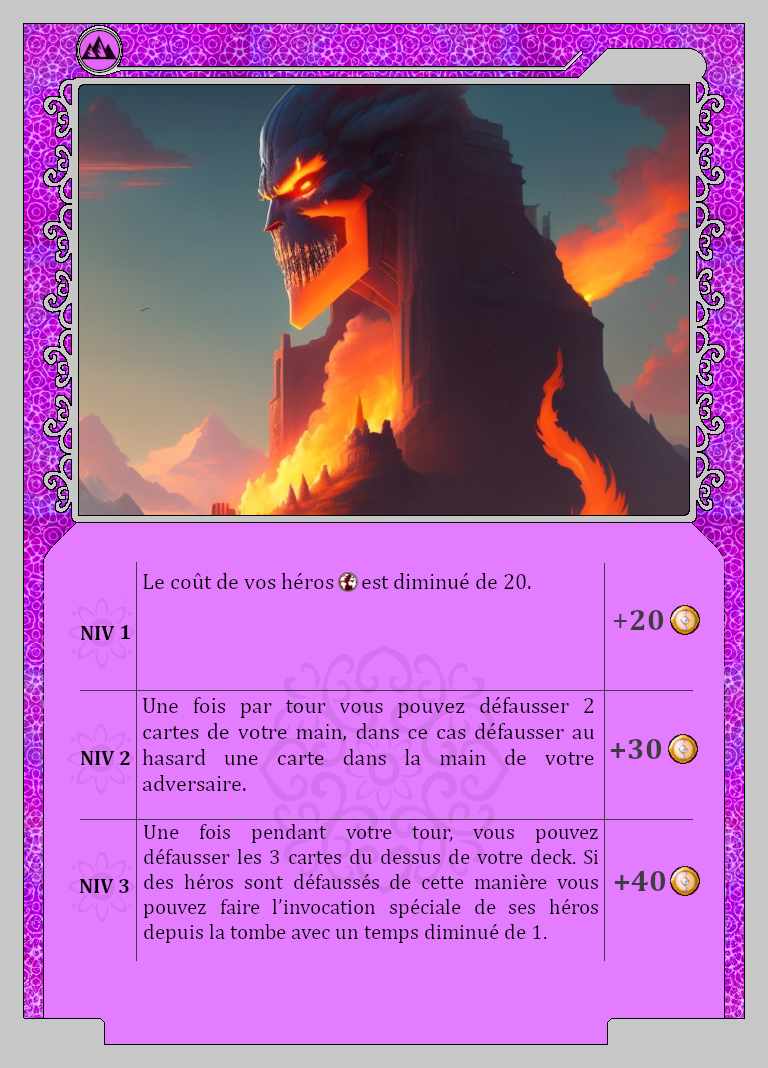 Le coût de vos héros est diminué de 20.
NIV 1
+20
Une fois par tour vous pouvez défausser 2
cartes de votre main, dans ce cas défausser au
hasard une carte dans la main de votre
adversaire.
NIV 2
+30
Une fois pendant votre tour, vous pouvez
défausser les 3 cartes du dessus de votre deck. Si
des héros sont défaussés de cette manière vous
pouvez faire l’invocation spéciale de ses héros
depuis la tombe avec un temps diminué de 1.
NIV 3
+40